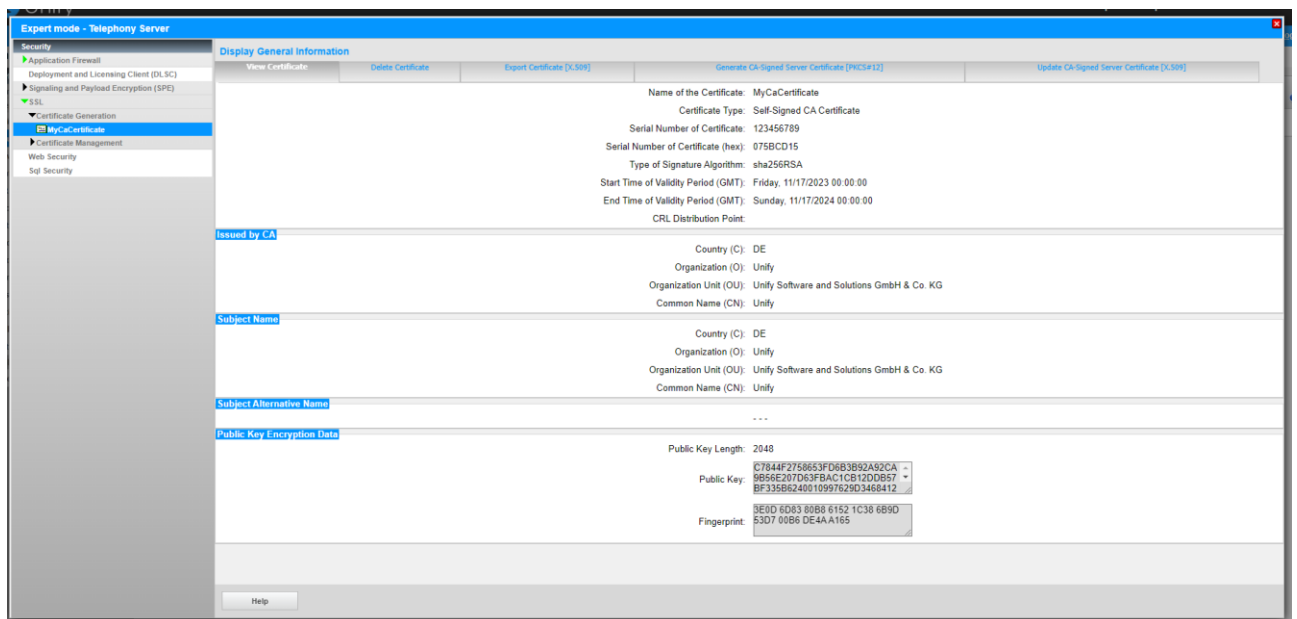 Expert mode - Telephony Server
Security
Application Firewall
Deployment and Licensing Client (DLSC)
Signaling and Payload Encryption (SPE)
SSL
Certificate Generation
MyCaCertificate
Certificate Management
Web Security
Sql Security
Display General Information
View Certificate Delete Certificate Export Certificate [X.509] Generate CA-Signed Server Certificate [PKCS#12] Update CA-Signed Server Certificate [X.509]
Name of the Certificate: MyCaCertificate
Certificate Type: Self-Signed CA Certificate
Serial Number of Certificate: 123456789
Serial Number of Certificate (hex): 075BCD15
Type of Signature Algorithm: sha256RSA
Start Time of Validity Period (GMT): Friday, 11/17/2023 00:00:00
End Time of Validity Period (GMT): Sunday, 11/17/2024 00:00:00
CRL Distribution Point:
Issued by CA
Country (C): DE
Organization (O): Unify
Organization Unit (OU): Unify Software and Solutions GmbH & Co. KG
Common Name (CN): Unify
Subject Name
Country (C): DE
Organization (O): Unify
Organization Unit (OU): Unify Software and Solutions GmbH & Co. KG
Common Name (CN): Unify
Subject Alternative Name
- - -
Public Key Encryption Data
Public Key Length: 2048
Public Key: C7844F2758653FD6B3B92A92CA
9B56E207D63FBAC1CB12DDB57
BF335B6240010997629D3468412
Fingerprint: 3E0D 6D83 80B8 6152 1C38 6B9D
53D7 00B6 DE4A A165
Help